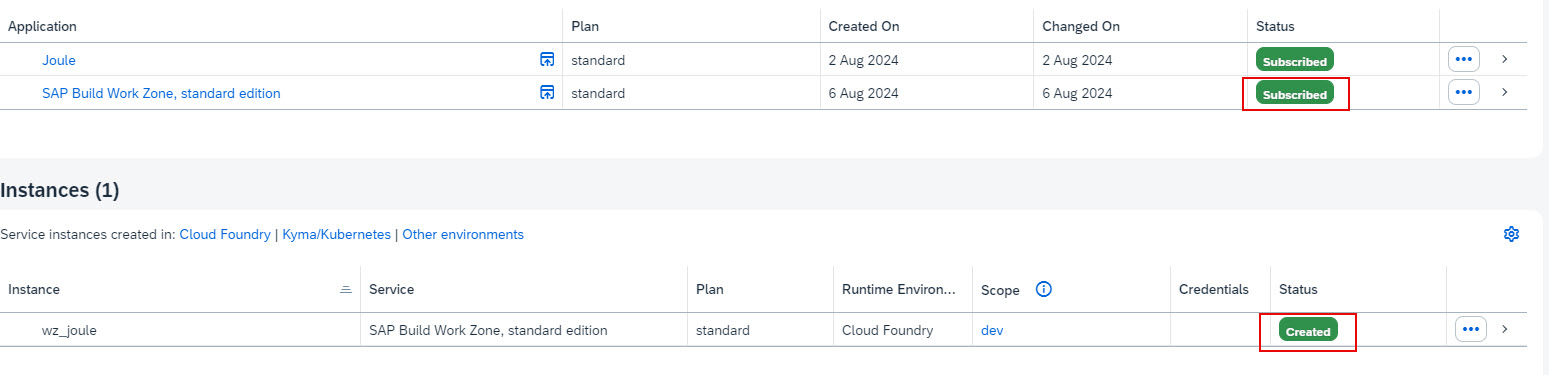 Application Plan Created On Changed On Status
Joule standard 2 Aug 2024 2 Aug 2024 Subscribed
SAP Build Work Zone, standard edition standard 6 Aug 2024 6 Aug 2024 Subscribed
Instances (1)
Service instances created in: Cloud Foundry | Kyma/Kubernetes | Other environments
Instance Service Plan Runtime Environ... Scope Credentials Status
wz_joule SAP Build Work Zone, standard edition standard Cloud Foundry dev Created